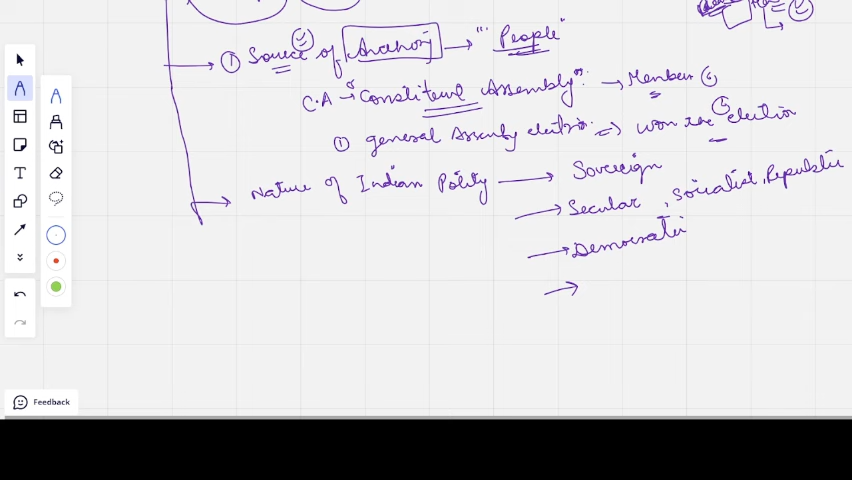 ① Source of Authority → "People"
C.A → "Constituent Assembly" → Members
① general Assembly election ⇒ won the election
Nature of Indian Polity → Sovereign
→ Secular, Socialist, Republic
→ Democratic
→
Feedback